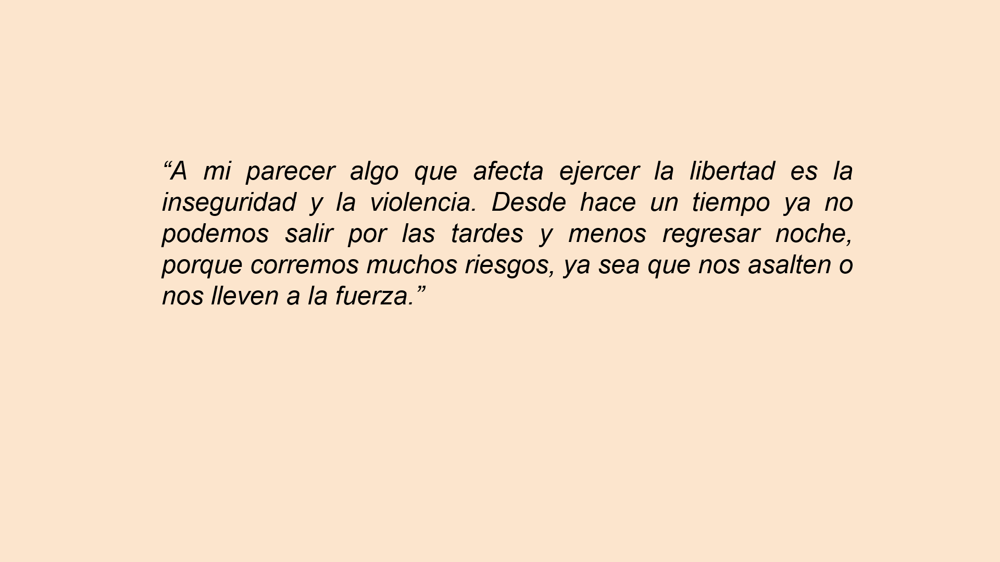 “A mi parecer algo que afecta ejercer la libertad es la
inseguridad y la violencia. Desde hace un tiempo ya no
podemos salir por las tardes y menos regresar noche,
porque corremos muchos riesgos, ya sea que nos asalten o
nos lleven a la fuerza.”